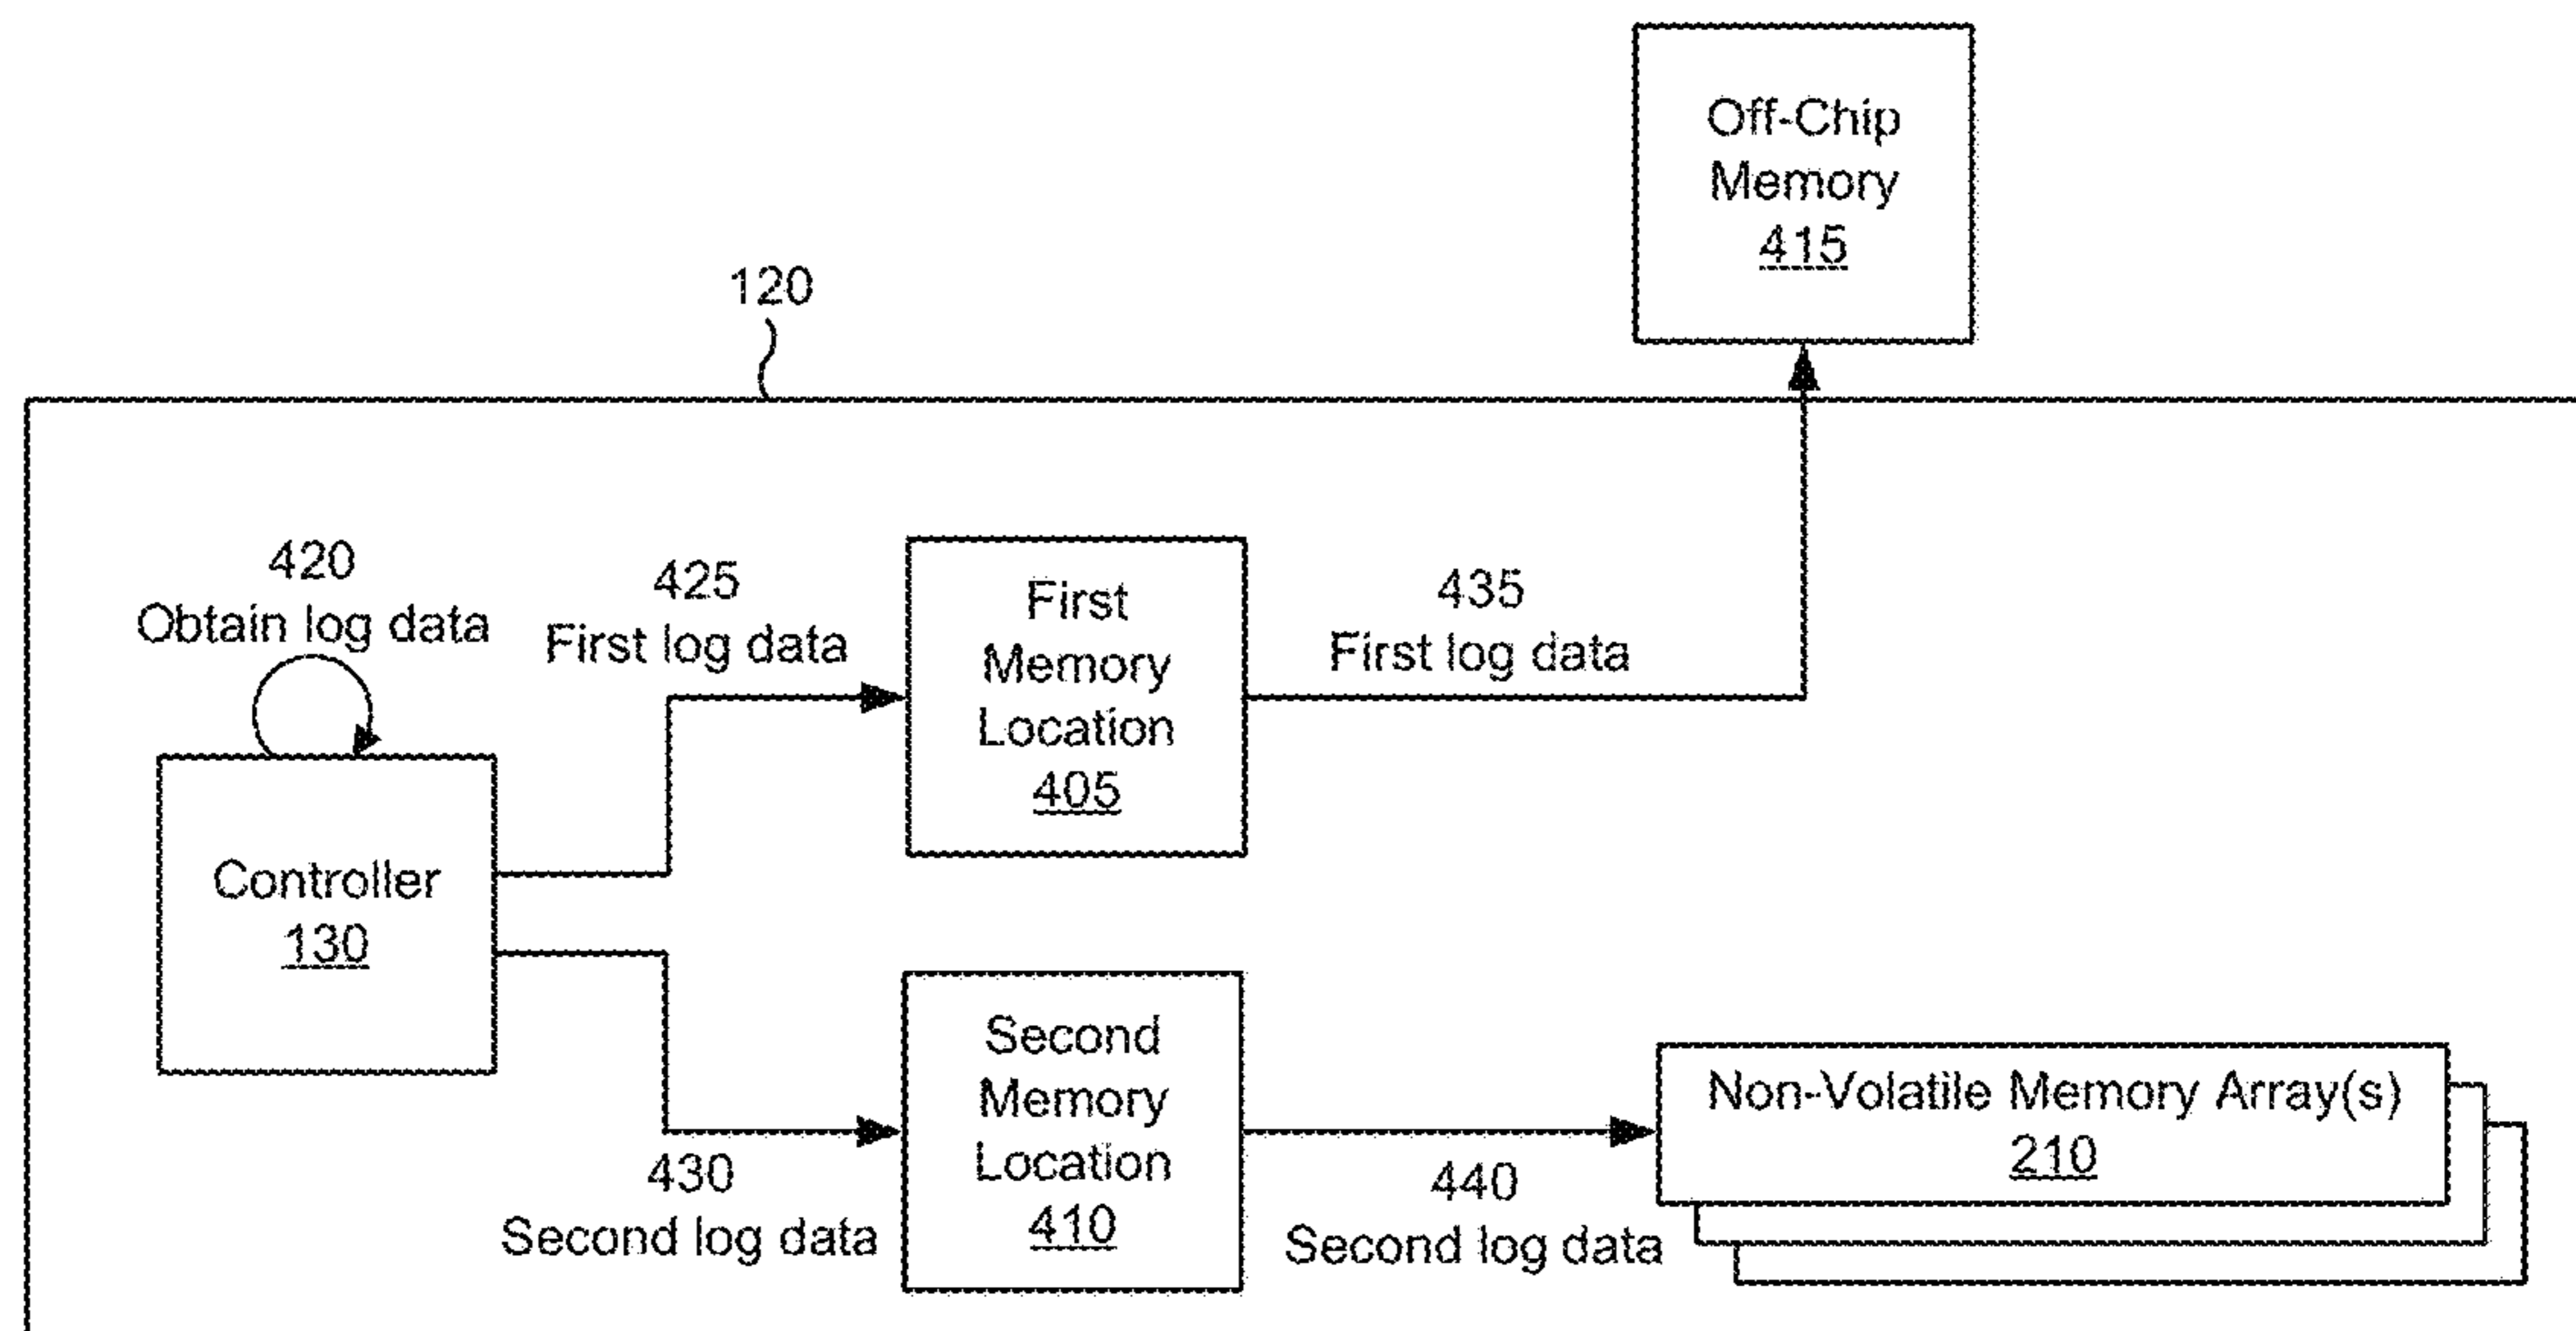 Off-Chip
Memory
415
120
420
Obtain log data
425
First log data
First
Memory
Location
405
435
First log data
Controller
130
430
Second log data
Second
Memory
Location
410
440
Second log data
Non-Volatile Memory Array(s)
210